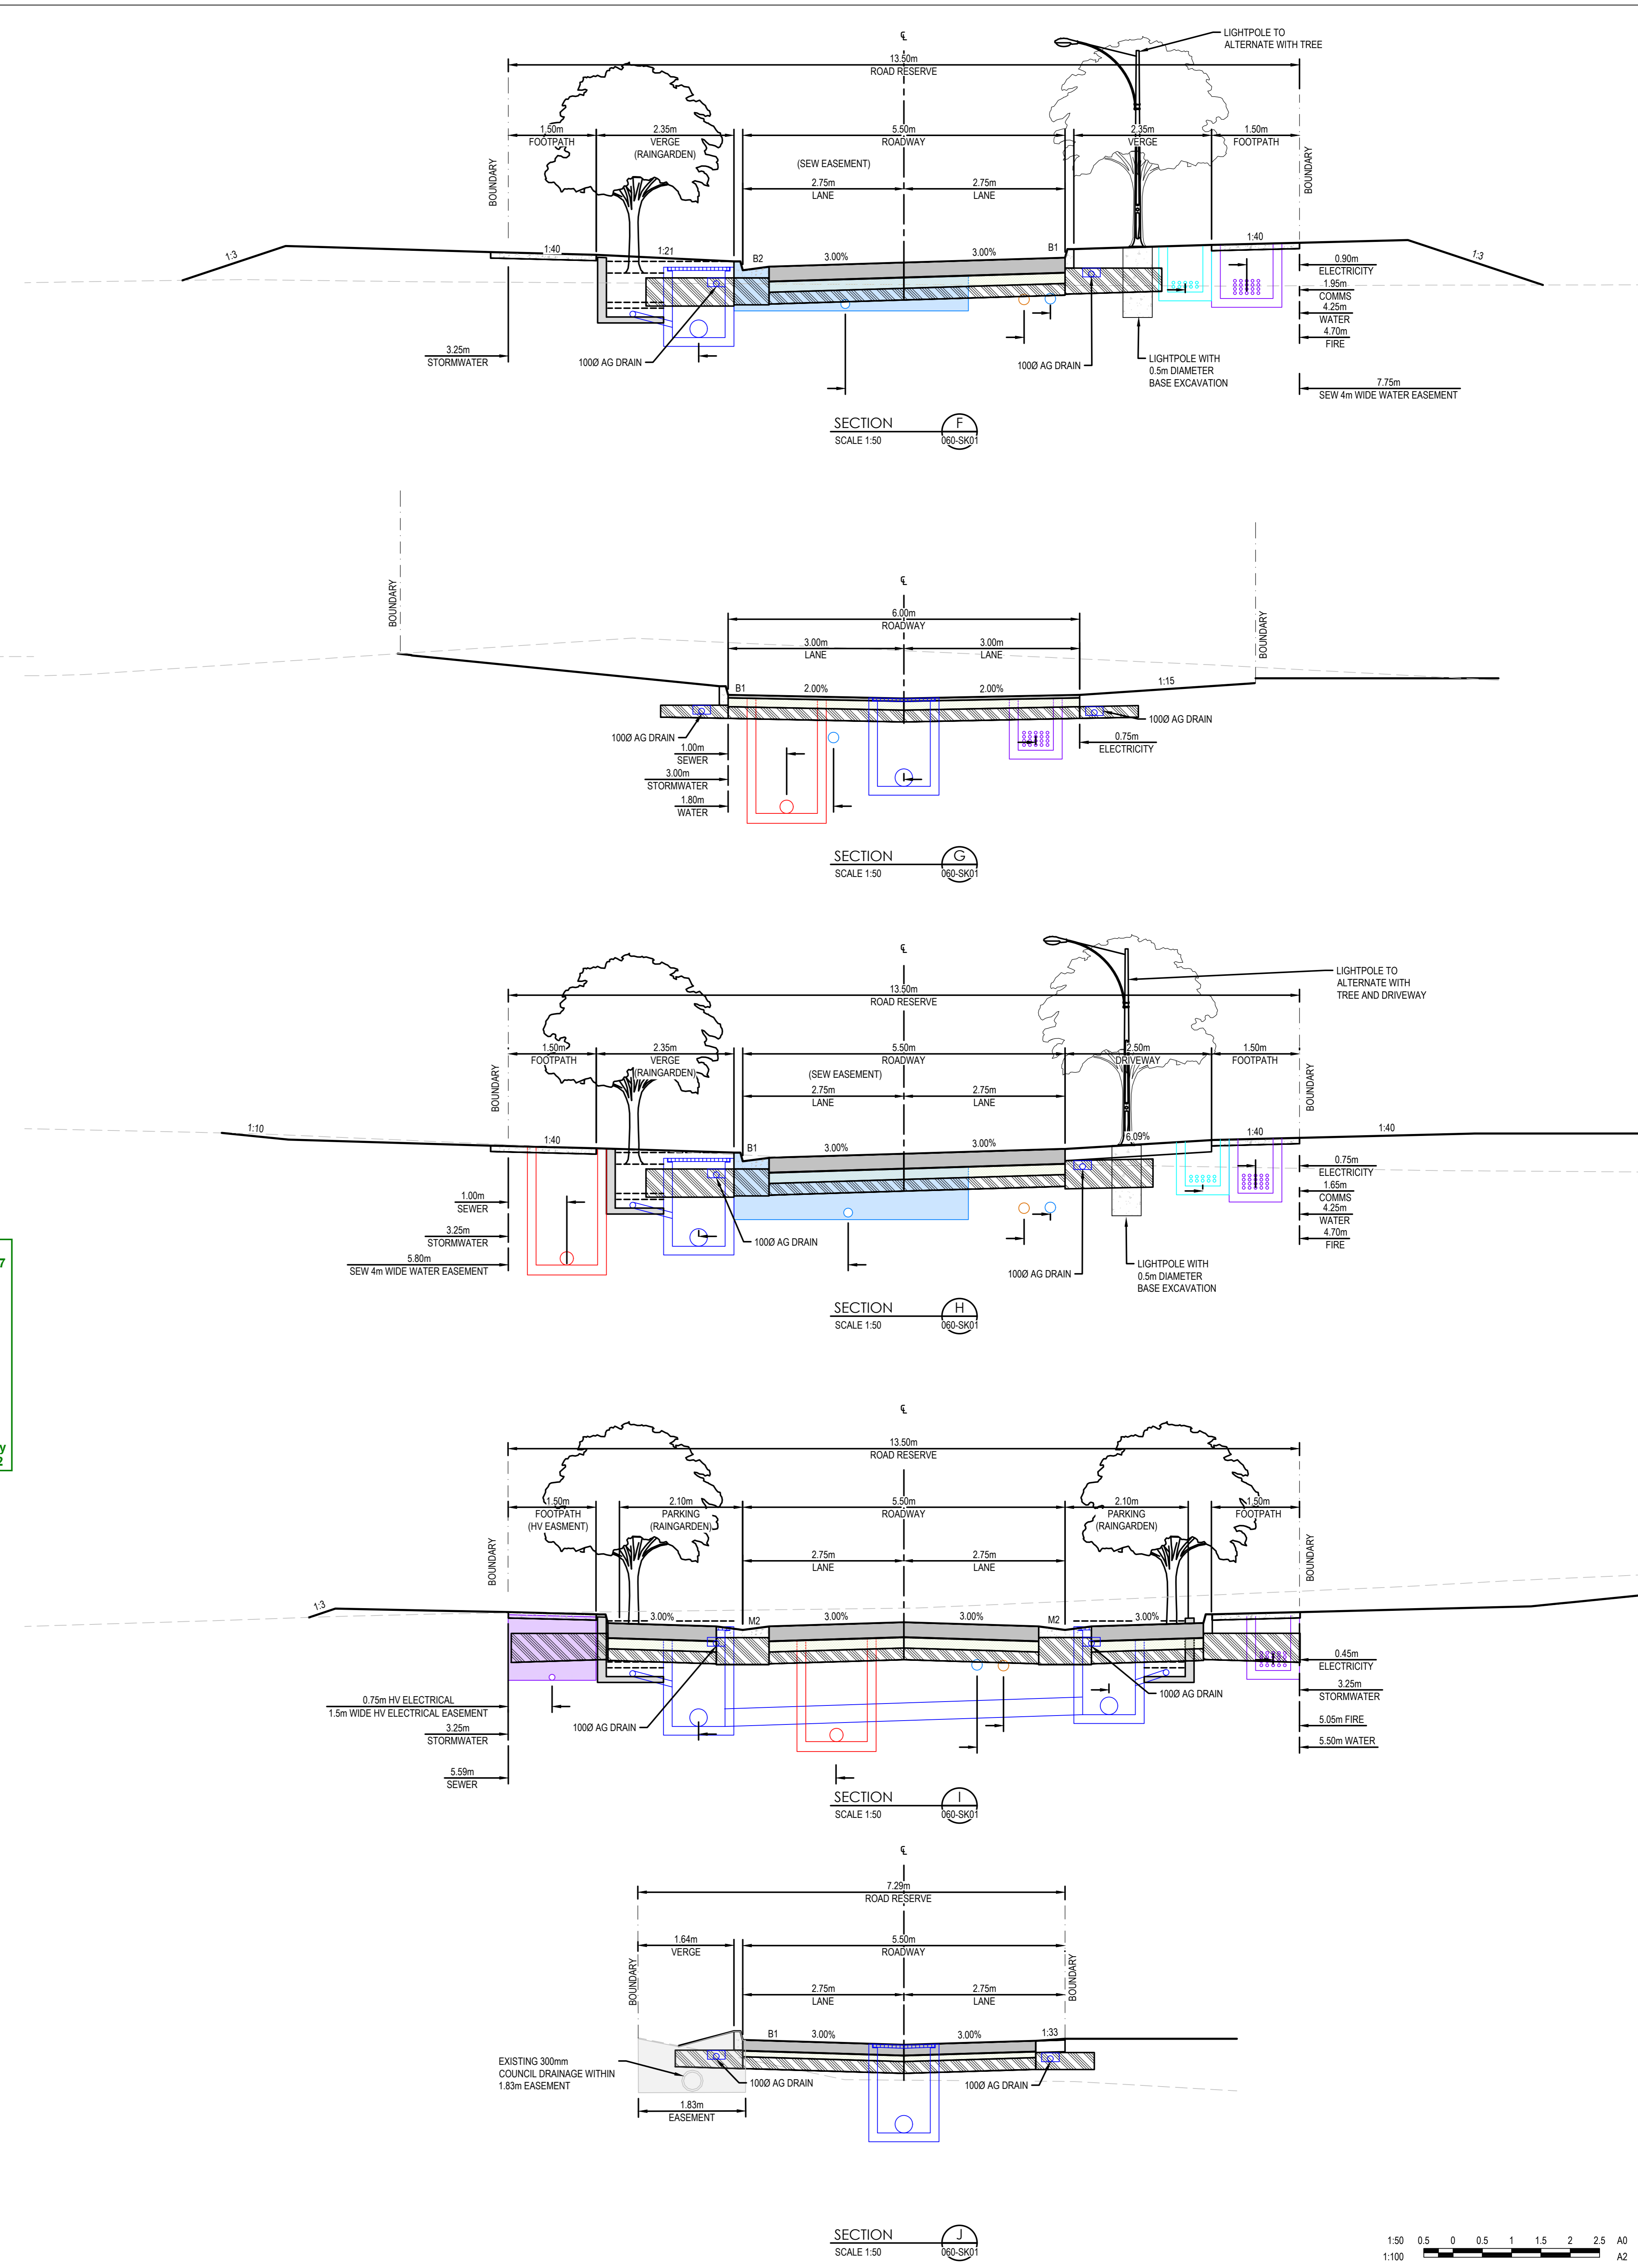 ℄
LIGHTPOLE TO
ALTERNATE WITH TREE
13.50m
ROAD RESERVE
1.50m
FOOTPATH
2.35m
VERGE
(RAINGARDEN)
5.50m
ROADWAY
2.35m
VERGE
1.50m
FOOTPATH
(SEW EASEMENT)
2.75m
LANE
2.75m
LANE
BOUNDARY
BOUNDARY
1:3
1:40
1:21
B2
3.00%
3.00%
B1
1:40
1:3
0.90m
ELECTRICITY
1.95m
COMMS
4.25m
WATER
4.70m
FIRE
3.25m
STORMWATER
100Ø AG DRAIN
100Ø AG DRAIN
LIGHTPOLE WITH
0.5m DIAMETER
BASE EXCAVATION
7.75m
SEW 4m WIDE WATER EASEMENT
SECTION F
SCALE 1:50 060-SK01
℄
BOUNDARY
BOUNDARY
6.00m
ROADWAY
3.00m
LANE
3.00m
LANE
B1
2.00%
2.00%
1:15
100Ø AG DRAIN
100Ø AG DRAIN
1.00m
SEWER
3.00m
STORMWATER
1.80m
WATER
0.75m
ELECTRICITY
SECTION G
SCALE 1:50 060-SK01
℄
LIGHTPOLE TO
ALTERNATE WITH
TREE AND DRIVEWAY
13.50m
ROAD RESERVE
1.50m
FOOTPATH
2.35m
VERGE
(RAINGARDEN)
5.50m
ROADWAY
2.50m
DRIVEWAY
1.50m
FOOTPATH
(SEW EASEMENT)
2.75m
LANE
2.75m
LANE
BOUNDARY
BOUNDARY
1:10
1:40
B1
3.00%
3.00%
6.09%
1:40
1:40
0.75m
ELECTRICITY
1.65m
COMMS
4.25m
WATER
4.70m
FIRE
1.00m
SEWER
3.25m
STORMWATER
5.80m
SEW 4m WIDE WATER EASEMENT
100Ø AG DRAIN
100Ø AG DRAIN
LIGHTPOLE WITH
0.5m DIAMETER
BASE EXCAVATION
7
SECTION H
SCALE 1:50 060-SK01
℄
13.50m
ROAD RESERVE
y
2
1.50m
FOOTPATH
(HV EASMENT)
2.10m
PARKING
(RAINGARDEN)
5.50m
ROADWAY
2.10m
PARKING
(RAINGARDEN)
1.50m
FOOTPATH
2.75m
LANE
2.75m
LANE
BOUNDARY
BOUNDARY
1:3
3.00%
M2
3.00%
3.00%
M2
3.00%
0.45m
ELECTRICITY
3.25m
STORMWATER
5.05m FIRE
5.50m WATER
0.75m HV ELECTRICAL
1.5m WIDE HV ELECTRICAL EASEMENT
3.25m
STORMWATER
5.59m
SEWER
100Ø AG DRAIN
100Ø AG DRAIN
SECTION I
SCALE 1:50 060-SK01
℄
7.29m
ROAD RESERVE
1.64m
VERGE
5.50m
ROADWAY
2.75m
LANE
2.75m
LANE
BOUNDARY
BOUNDARY
B1
3.00%
3.00%
1:33
EXISTING 300mm
COUNCIL DRAINAGE WITHIN
1.83m EASEMENT
100Ø AG DRAIN
100Ø AG DRAIN
1.83m
EASEMENT
SECTION J
SCALE 1:50 060-SK01
1:50 0.5 0 0.5 1 1.5 2 2.5 A0
1:100 A2